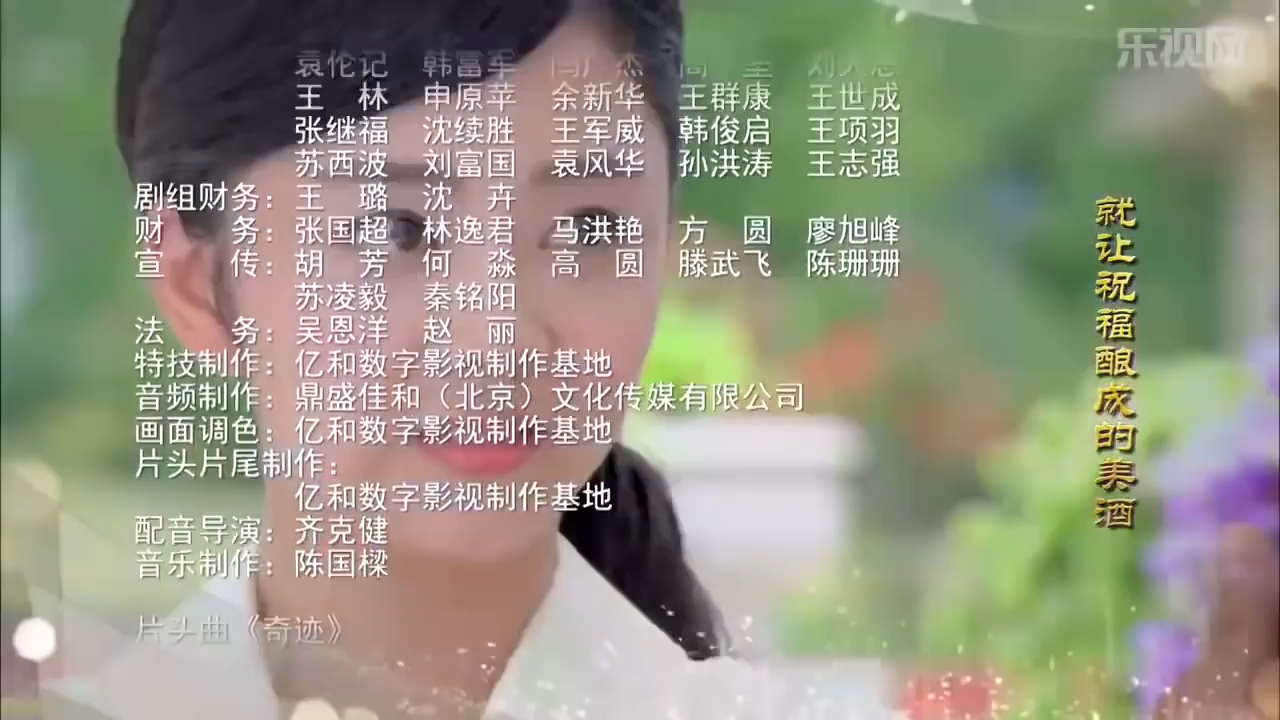 乐视网
袁伦记 韩富军
王 林 申原苹 余新华 王群康 王世成
张继福 沈续胜 王军威 韩俊启 王项羽
苏西波 刘富国 袁风华 孙洪涛 王志强
剧组财务：王 璐 沈 卉
财 务：张国超 林逸君 马洪艳 方 圆 廖旭峰
宣 传：胡 芳 何 淼 高 圆 滕武飞 陈珊珊
苏凌毅 秦铭阳
法 务：吴恩洋 赵 丽
特技制作：亿和数字影视制作基地
音频制作：鼎盛佳和（北京）文化传媒有限公司
画面调色：亿和数字影视制作基地
片头片尾制作：
亿和数字影视制作基地
配音导演：齐克健
音乐制作：陈国樑
片头曲《奇迹》
就让祝福酿成的美酒